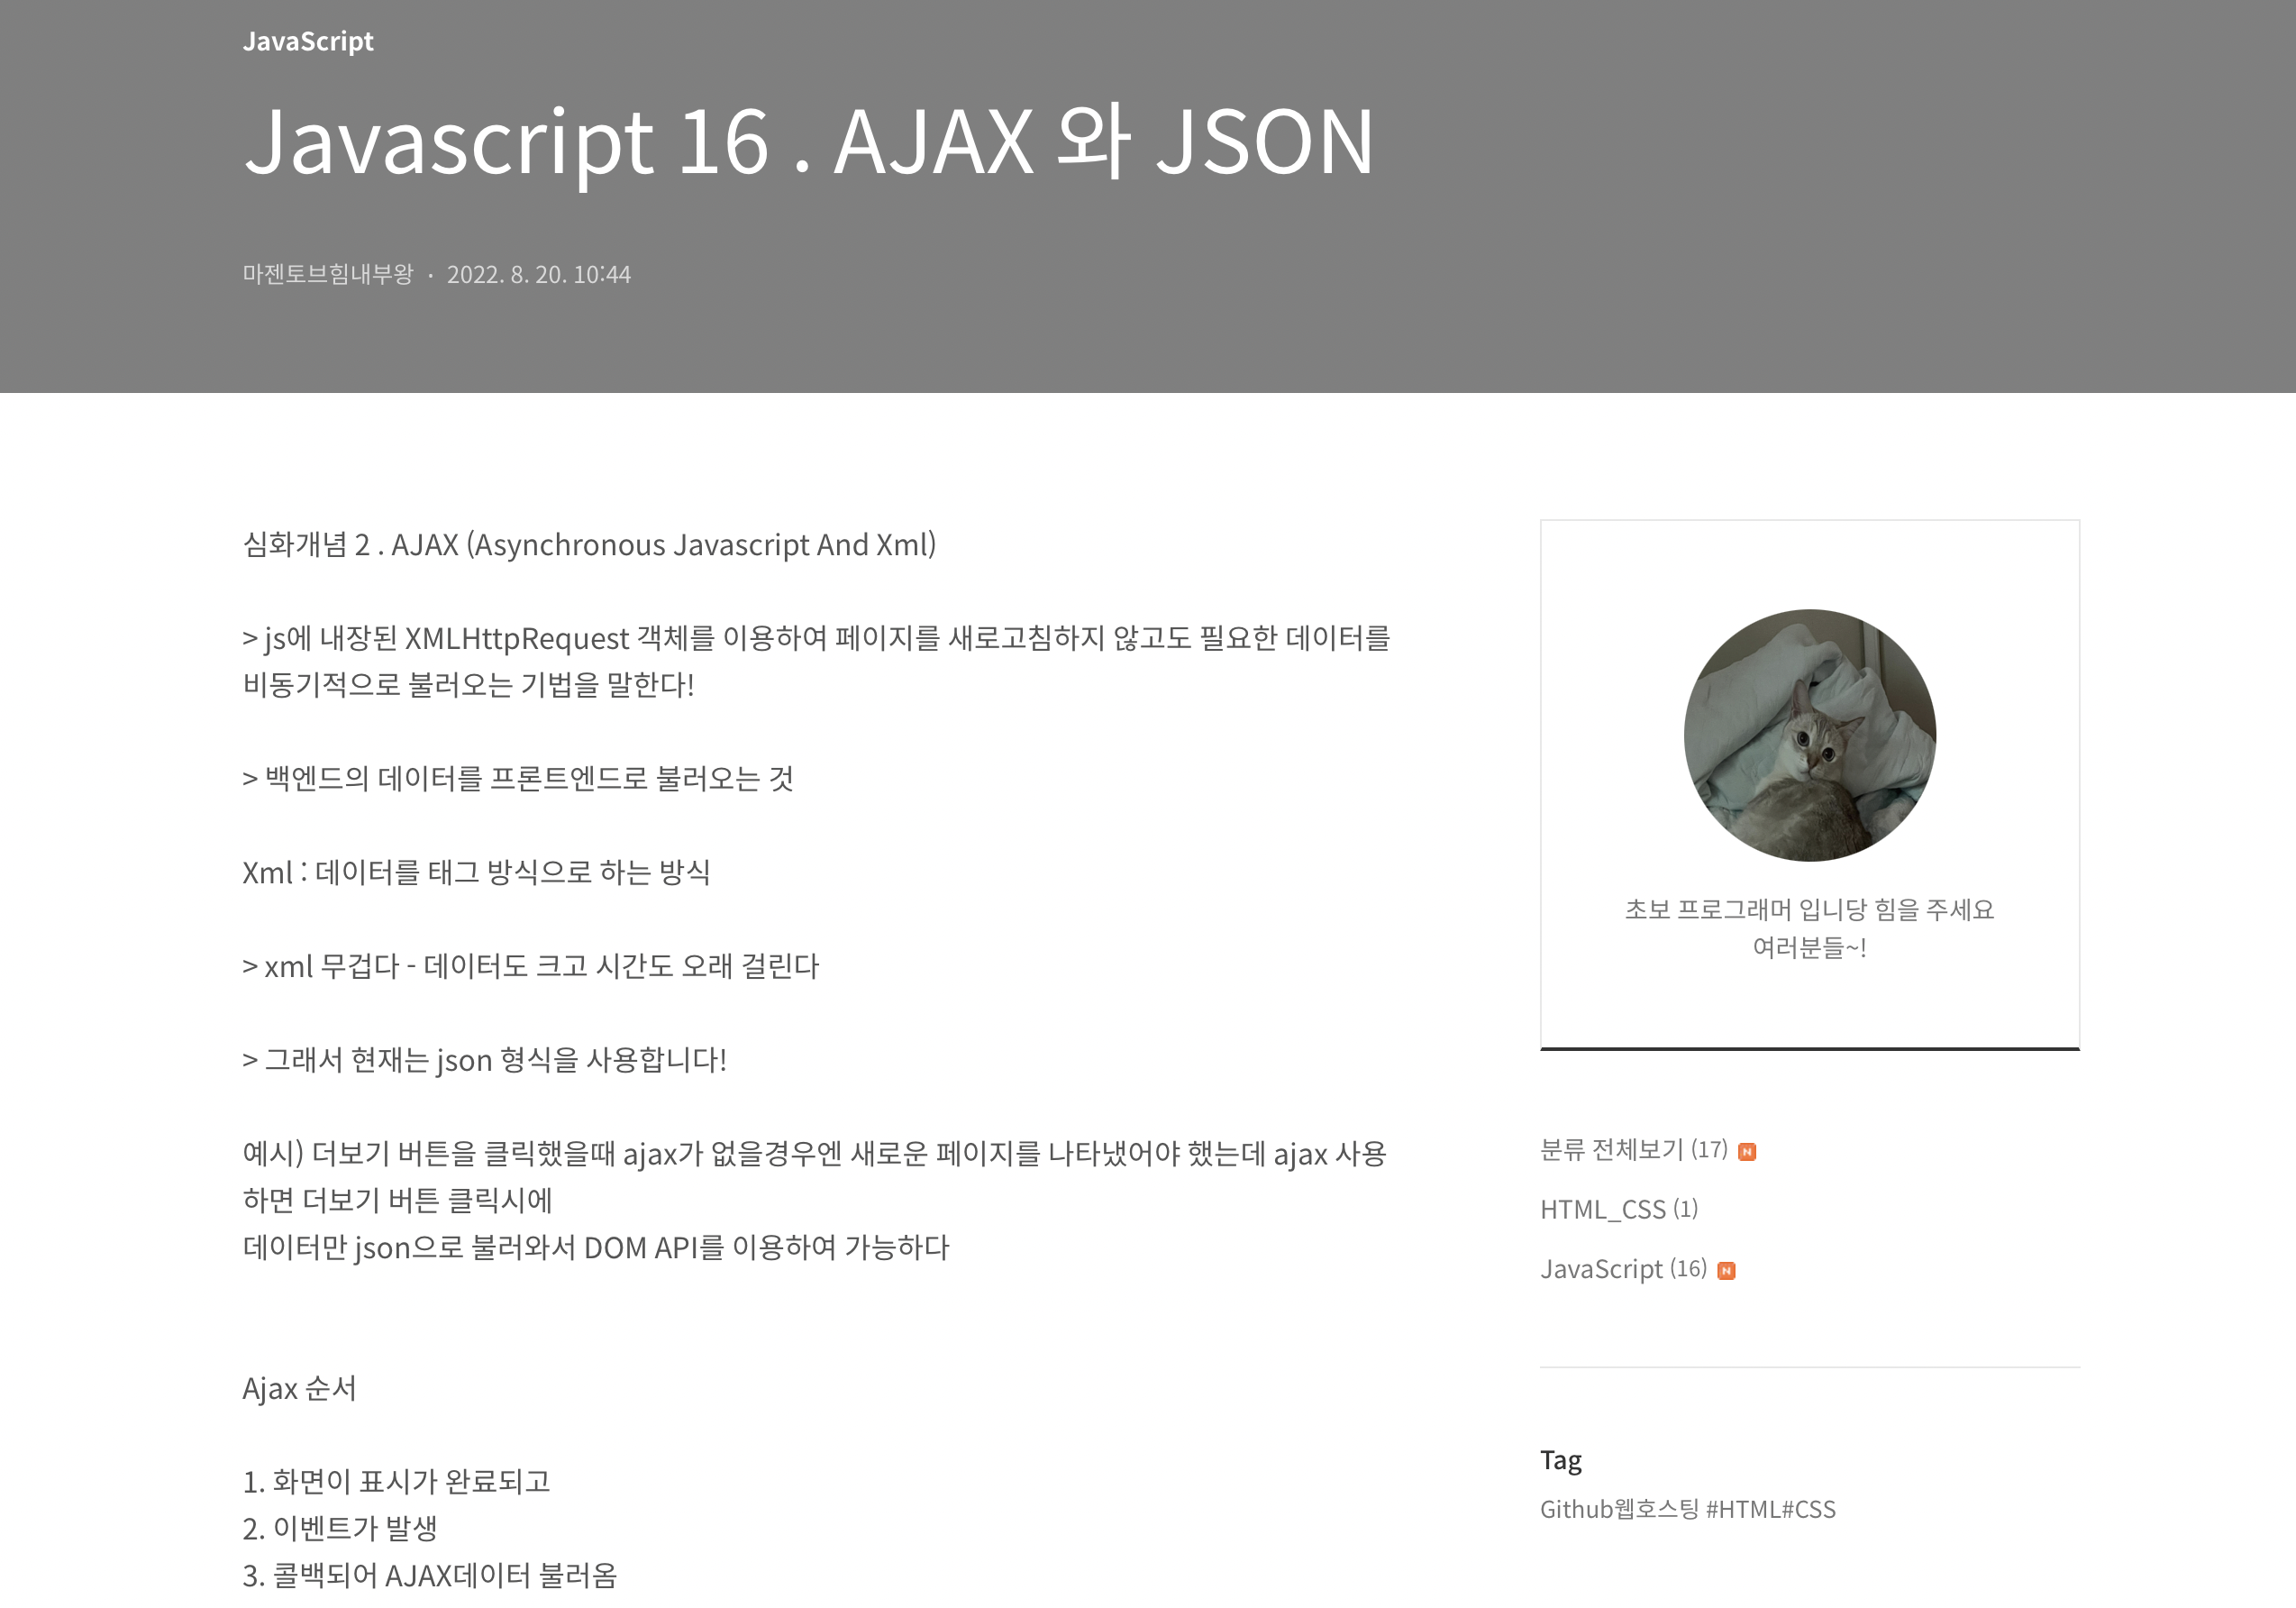 JavaScript
Javascript 16 . AJAX 와 JSON
마젠토브힘내부왕 · 2022. 8. 20. 10:44
심화개념 2 . AJAX (Asynchronous Javascript And Xml)
> js에 내장된 XMLHttpRequest 객체를 이용하여 페이지를 새로고침하지 않고도 필요한 데이터를
비동기적으로 불러오는 기법을 말한다!
> 백엔드의 데이터를 프론트엔드로 불러오는 것
Xml : 데이터를 태그 방식으로 하는 방식
> xml 무겁다 - 데이터도 크고 시간도 오래 걸린다
> 그래서 현재는 json 형식을 사용합니다!
예시) 더보기 버튼을 클릭했을때 ajax가 없을경우엔 새로운 페이지를 나타냈어야 했는데 ajax 사용
하면 더보기 버튼 클릭시에
데이터만 json으로 불러와서 DOM API를 이용하여 가능하다
Ajax 순서
1. 화면이 표시가 완료되고
2. 이벤트가 발생
3. 콜백되어 AJAX데이터 불러옴
초보 프로그래머 입니당 힘을 주세요
여러분들~!
분류 전체보기 (17) N
HTML_CSS (1)
JavaScript (16) N
Tag
Github웹호스팅 #HTML#CSS